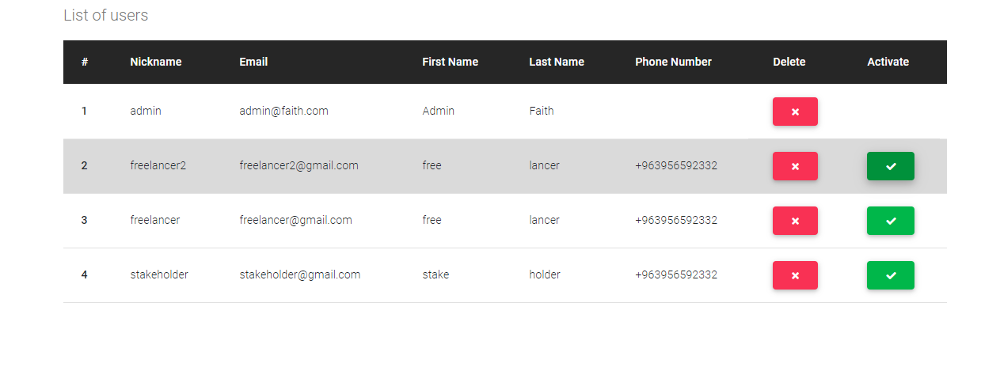 List of users
# Nickname Email First Name Last Name Phone Number Delete Activate
1 admin admin@faith.com Admin Faith
2 freelancer2 freelancer2@gmail.com free lancer +963956592332
3 freelancer freelancer@gmail.com free lancer +963956592332
4 stakeholder stakeholder@gmail.com stake holder +963956592332